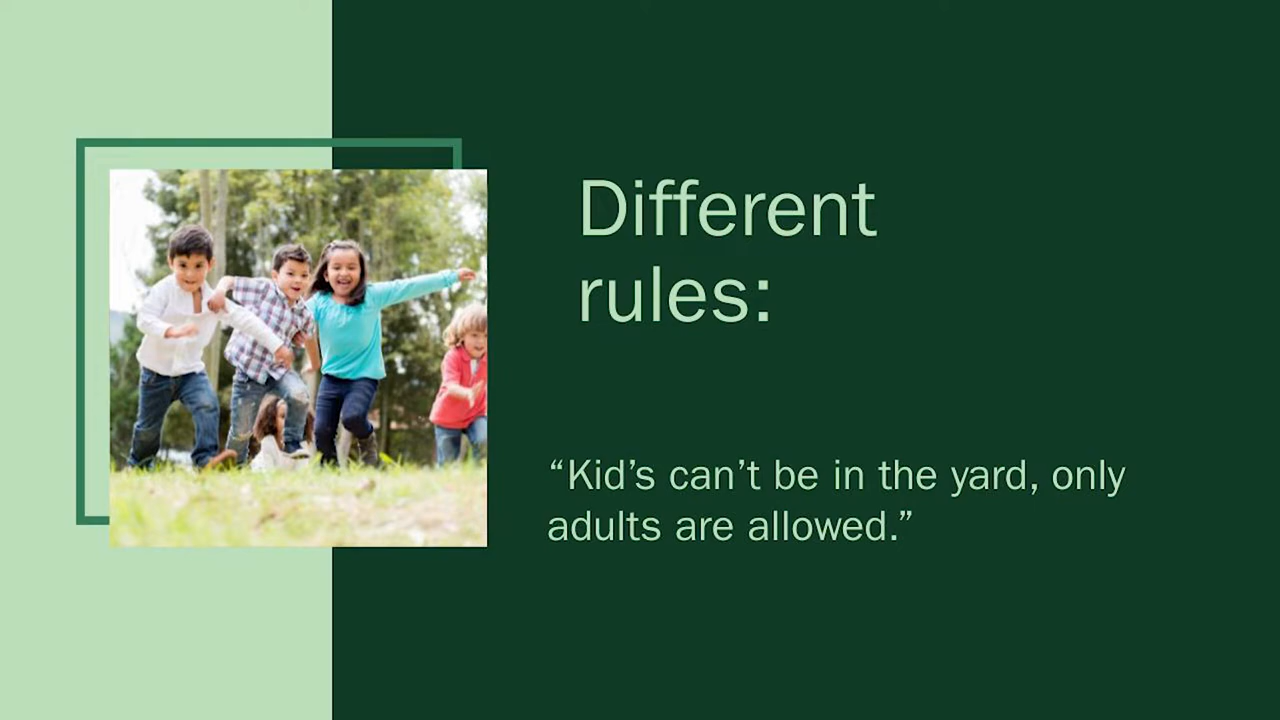 Different
rules:
“Kid’s can’t be in the yard, only
adults are allowed.”